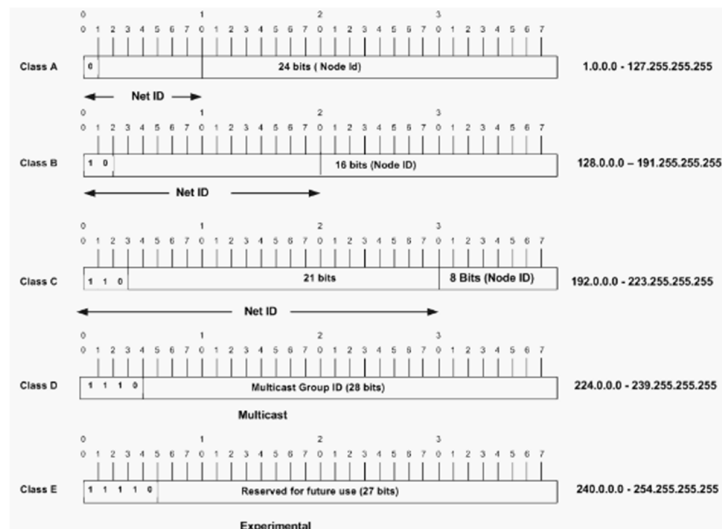 0 1 2 3
0 1 2 3 4 5 6 7 0 1 2 3 4 5 6 7 0 1 2 3 4 5 6 7 0 1 2 3 4 5 6 7
Class A 0 24 bits ( Node Id) 1.0.0.0 - 127.255.255.255
Net ID
0 1 2 3
0 1 2 3 4 5 6 7 0 1 2 3 4 5 6 7 0 1 2 3 4 5 6 7 0 1 2 3 4 5 6 7
Class B 1 0 16 bits (Node ID) 128.0.0.0 – 191.255.255.255
Net ID
0 1 2 3
0 1 2 3 4 5 6 7 0 1 2 3 4 5 6 7 0 1 2 3 4 5 6 7 0 1 2 3 4 5 6 7
Class C 1 1 0 21 bits 8 Bits (Node ID) 192.0.0.0 - 223.255.255.255
Net ID
0 1 2 3
0 1 2 3 4 5 6 7 0 1 2 3 4 5 6 7 0 1 2 3 4 5 6 7 0 1 2 3 4 5 6 7
Class D 1 1 1 0 Multicast Group ID (28 bits) 224.0.0.0 - 239.255.255.255
Multicast
0 1 2 3
0 1 2 3 4 5 6 7 0 1 2 3 4 5 6 7 0 1 2 3 4 5 6 7 0 1 2 3 4 5 6 7
Class E 1 1 1 1 0 Reserved for future use (27 bits) 240.0.0.0 - 254.255.255.255
Experimental